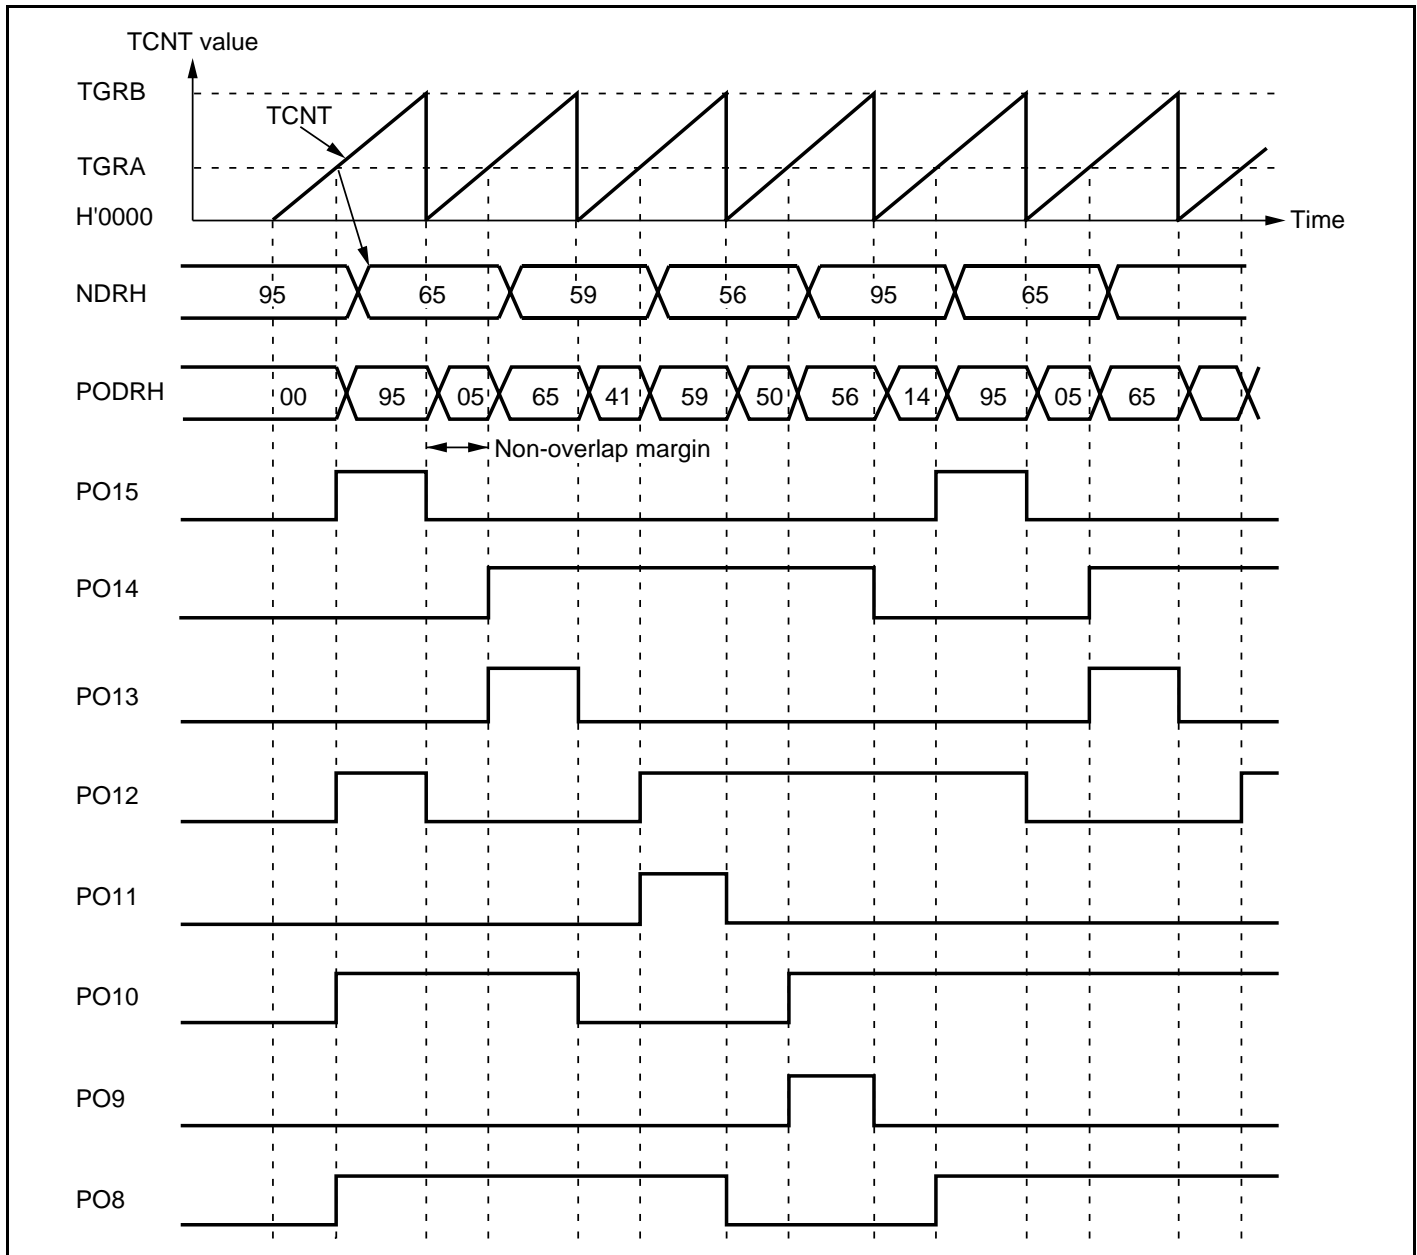 TCNT value
TGRB
TCNT
TGRA
H'0000
Time
NDRH 95 65 59 56 95 65
PODRH 00 95 05 65 41 59 50 56 14 95 05 65
Non-overlap margin
PO15
PO14
PO13
PO12
PO11
PO10
PO9
PO8